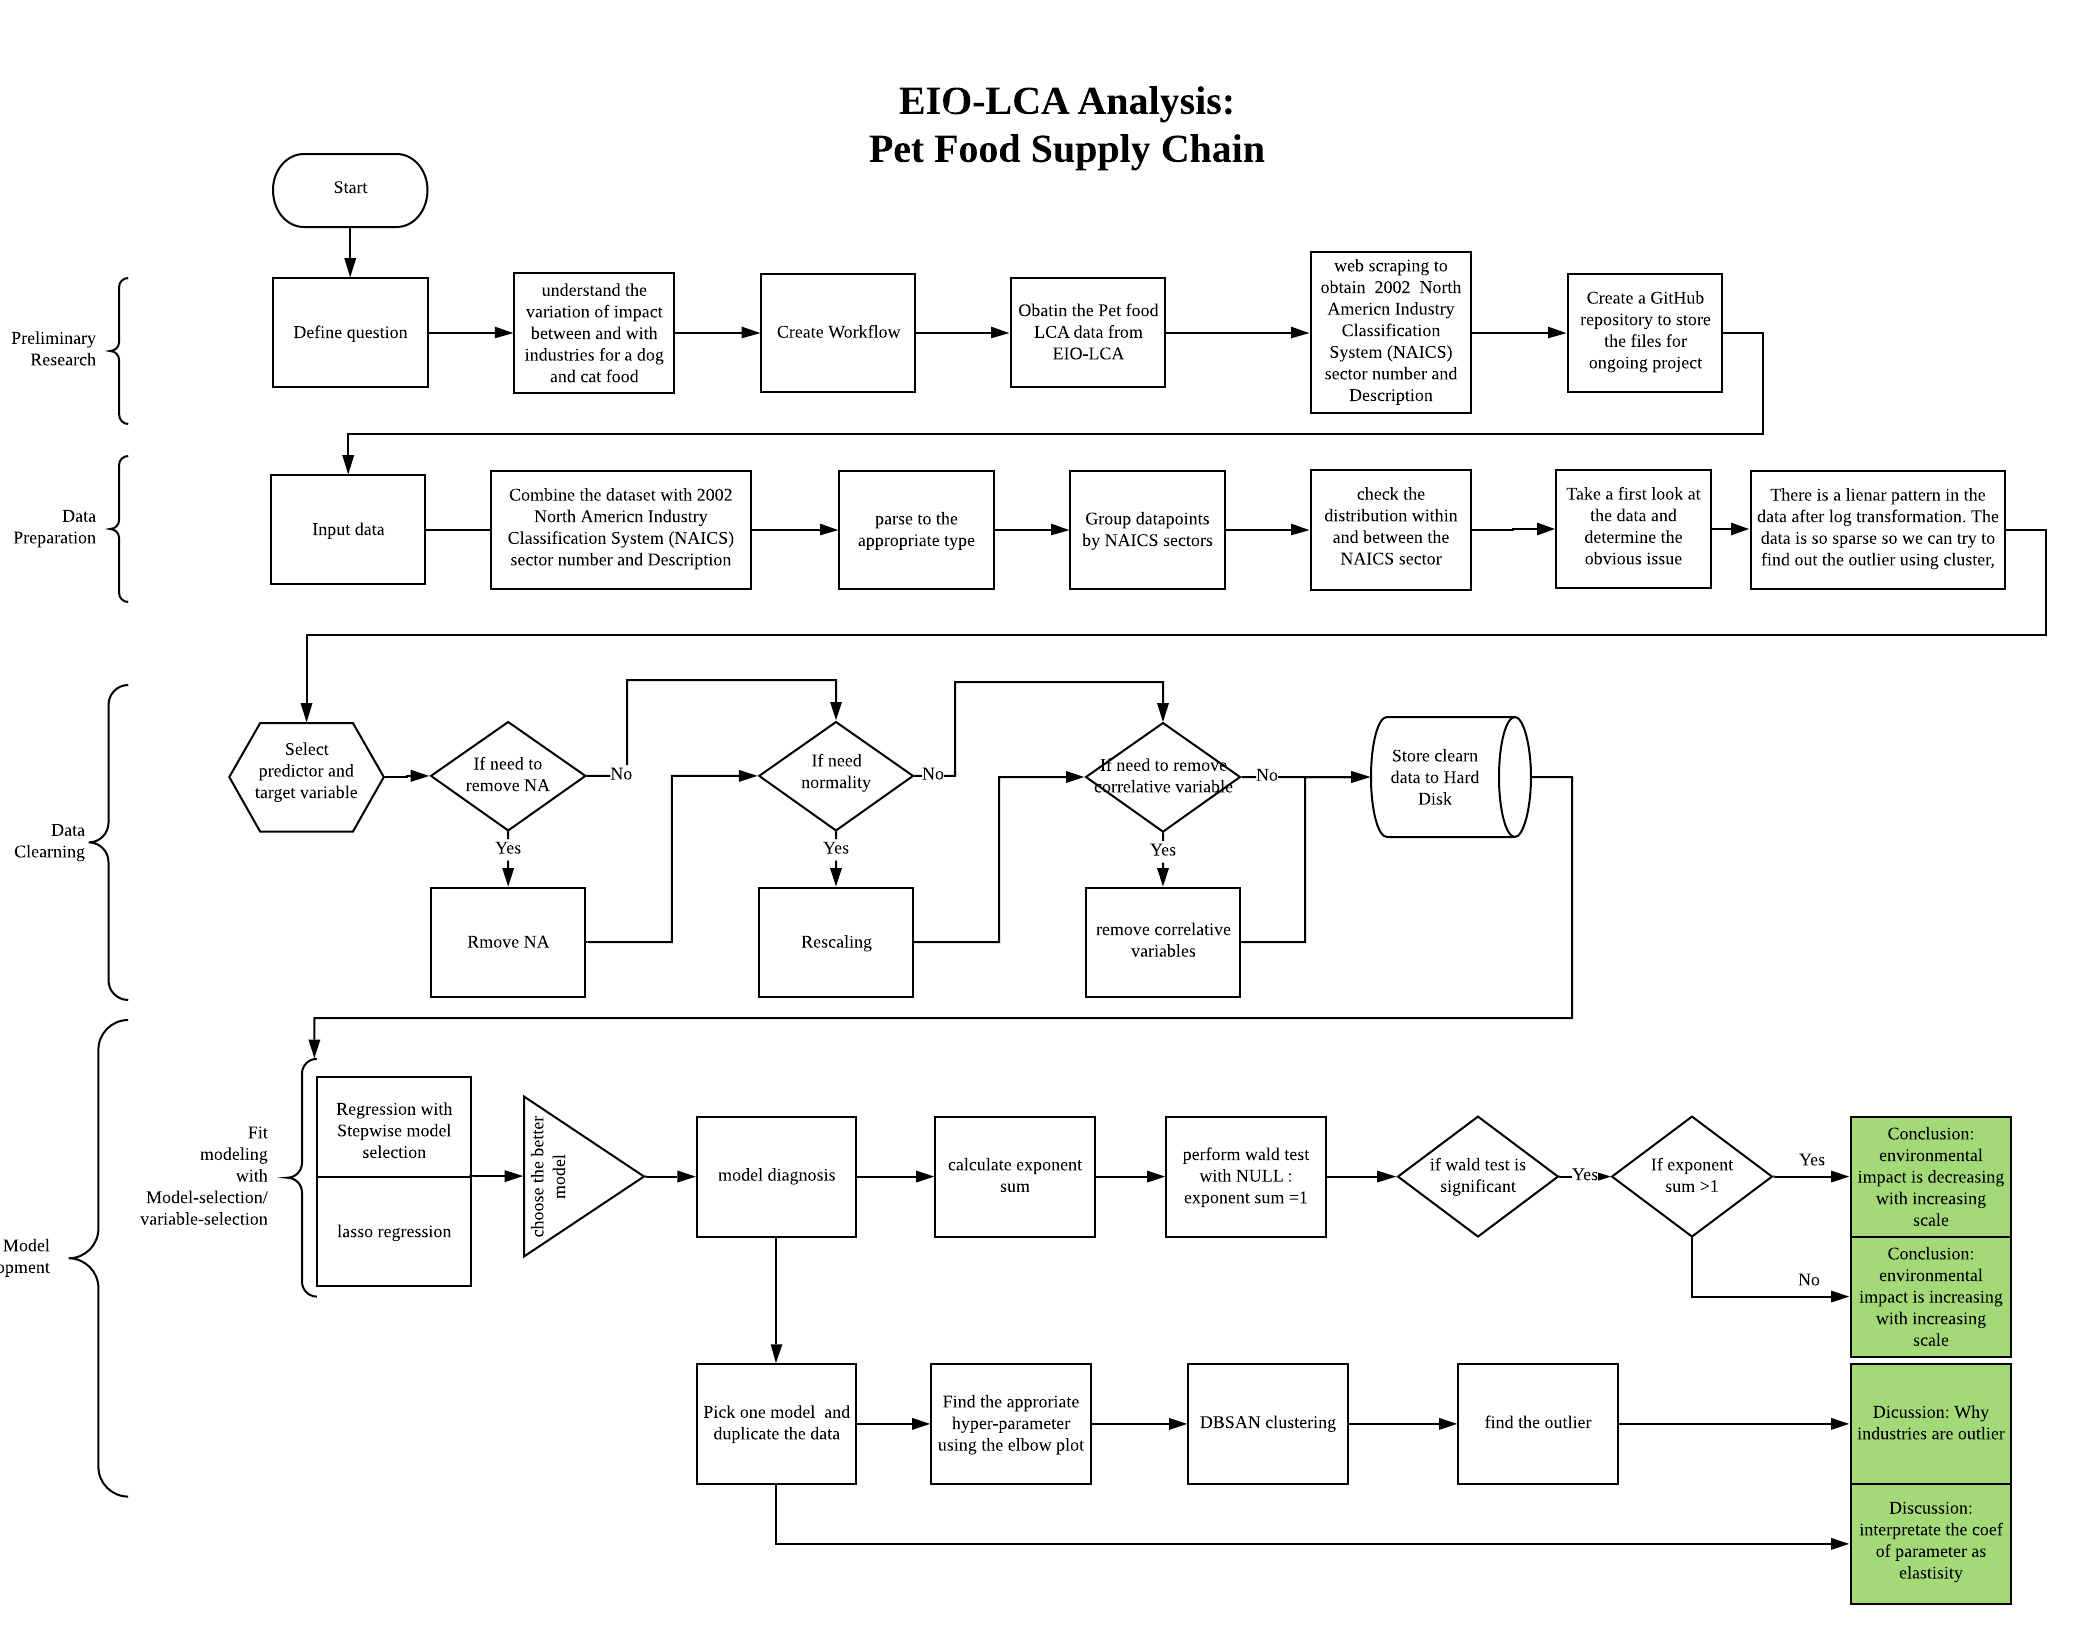 EIO-LCA Analysis:
Pet Food Supply Chain
Start
Preliminary
Research
Define question
understand the
variation of impact
between and with
industries for a dog
and cat food
Create Workflow
Obatin the Pet food
LCA data from
EIO-LCA
web scraping to
obtain 2002 North
Americn Industry
Classification
System (NAICS)
sector number and
Description
Create a GitHub
repository to store
the files for
ongoing project
Data
Preparation
Input data
Combine the dataset with 2002
North Americn Industry
Classification System (NAICS)
sector number and Description
parse to the
appropriate type
Group datapoints
by NAICS sectors
check the
distribution within
and between the
NAICS sector
Take a first look at
the data and
determine the
obvious issue
There is a lienar pattern in the
data after log transformation. The
data is so sparse so we can try to
find out the outlier using cluster,
Data
Clearning
Select
predictor and
target variable
If need to
remove NA
No
Yes
Rmove NA
If need
normality
No
Yes
Rescaling
If need to remove
correlative variable
No
Yes
remove correlative
variables
Store clearn
data to Hard
Disk
Model
opment
Fit
modeling
with
Model-selection/
variable-selection
Regression with
Stepwise model
selection
lasso regression
choose the better
model
model diagnosis
calculate exponent
sum
perform wald test
with NULL :
exponent sum =1
if wald test is
significant
Yes
If exponent
sum >1
Yes
No
Conclusion:
environmental
impact is decreasing
with increasing
scale
Conclusion:
environmental
impact is increasing
with increasing
scale
Pick one model and
duplicate the data
Find the approriate
hyper-parameter
using the elbow plot
DBSAN clustering
find the outlier
Dicussion: Why
industries are outlier
Discussion:
interpretate the coef
of parameter as
elastisity